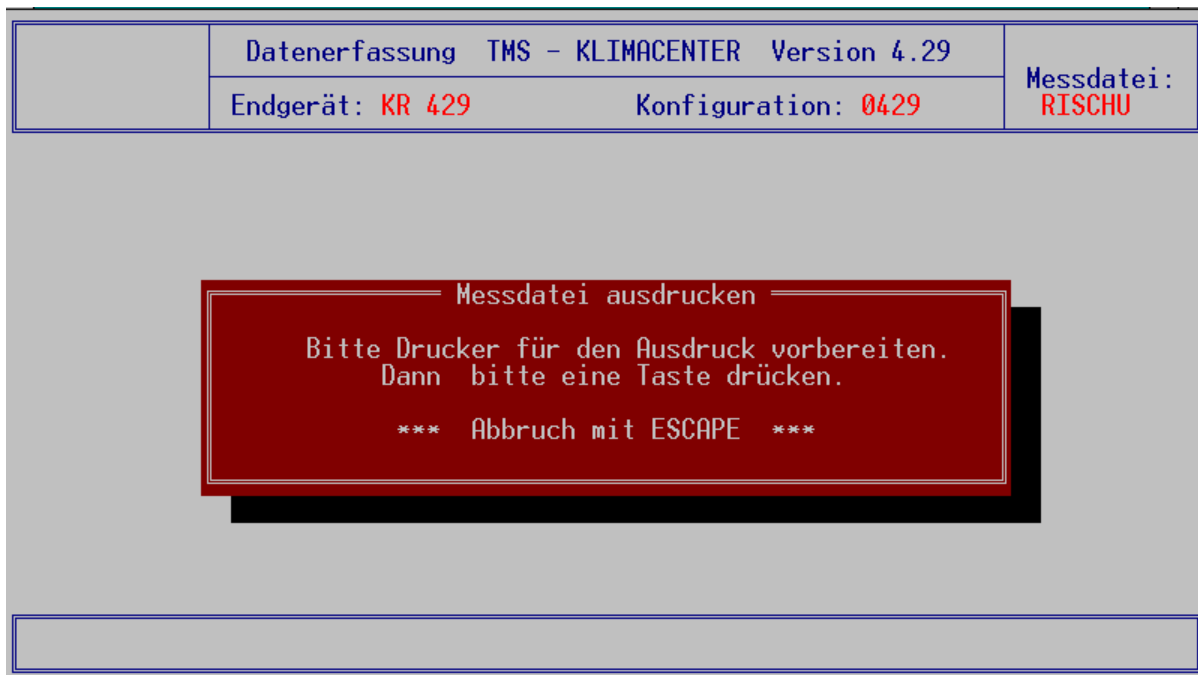 Datenerfassung TMS - KLIMACENTER Version 4.29
Endgerät: KR 429 Konfiguration: 0429
Messdatei:
RISCHU
Messdatei ausdrucken
Bitte Drucker für den Ausdruck vorbereiten.
Dann bitte eine Taste drücken.
*** Abbruch mit ESCAPE ***